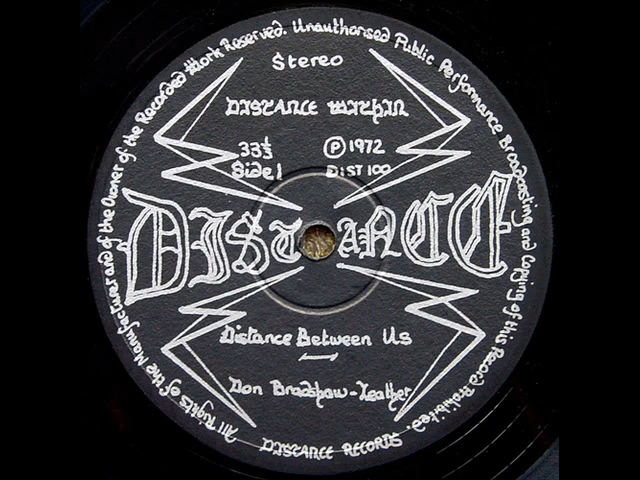 All Rights of the Manufacturer and of the Owner of the Recorded Work Reserved. Unauthorised Public Performance Broadcasting and Copying of this Record Prohibited.
Stereo
DISTANCE WITHIN
33⅓ Ⓟ 1972
Side 1 DIST 100
DISTANCE
Distance Between Us
Don Bradshaw-Leather
DISTANCE RECORDS